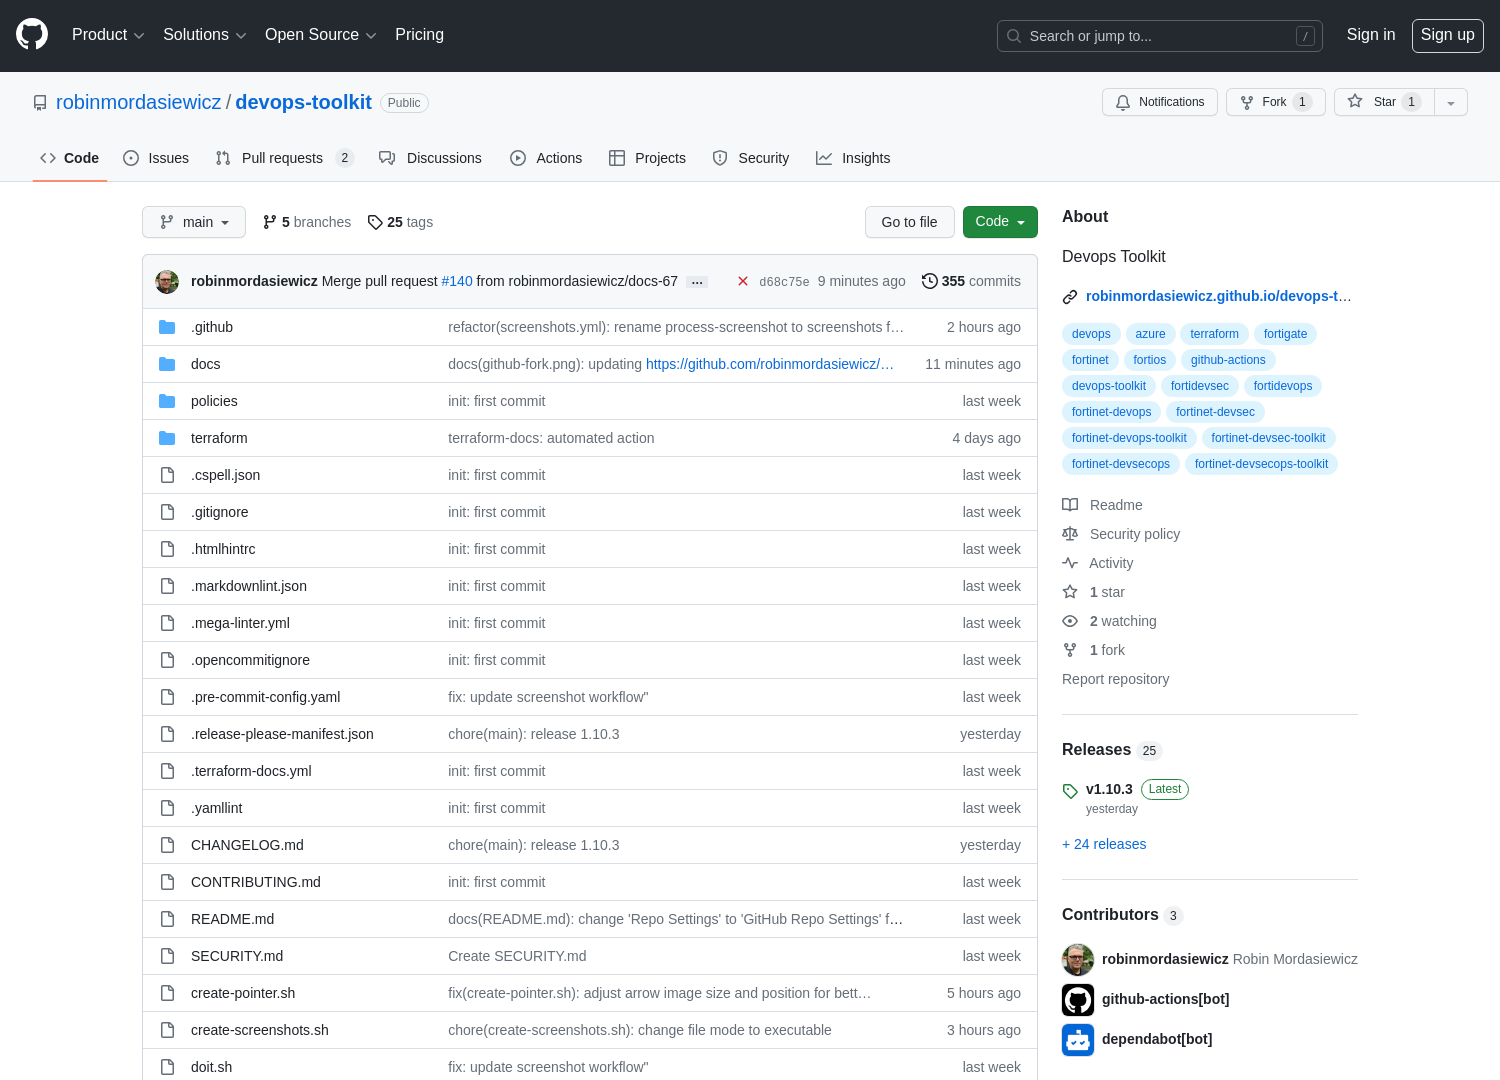 Product Solutions Open Source Pricing Search or jump to... / Sign in Sign up
robinmordasiewicz / devops-toolkit Public Notifications Fork 1 Star 1
Code Issues Pull requests 2 Discussions Actions Projects Security Insights
main 5 branches 25 tags Go to file Code
robinmordasiewicz Merge pull request #140 from robinmordasiewicz/docs-67 … d68c75e 9 minutes ago 355 commits
.github refactor(screenshots.yml): rename process-screenshot to screenshots f… 2 hours ago
docs docs(github-fork.png): updating https://github.com/robinmordasiewicz/… 11 minutes ago
policies init: first commit last week
terraform terraform-docs: automated action 4 days ago
.cspell.json init: first commit last week
.gitignore init: first commit last week
.htmlhintrc init: first commit last week
.markdownlint.json init: first commit last week
.mega-linter.yml init: first commit last week
.opencommitignore init: first commit last week
.pre-commit-config.yaml fix: update screenshot workflow" last week
.release-please-manifest.json chore(main): release 1.10.3 yesterday
.terraform-docs.yml init: first commit last week
.yamllint init: first commit last week
CHANGELOG.md chore(main): release 1.10.3 yesterday
CONTRIBUTING.md init: first commit last week
README.md docs(README.md): change 'Repo Settings' to 'GitHub Repo Settings' f… last week
SECURITY.md Create SECURITY.md last week
create-pointer.sh fix(create-pointer.sh): adjust arrow image size and position for bett… 5 hours ago
create-screenshots.sh chore(create-screenshots.sh): change file mode to executable 3 hours ago
doit.sh fix: update screenshot workflow" last week
About
Devops Toolkit
robinmordasiewicz.github.io/devops-t…
devops azure terraform fortigate
fortinet fortios github-actions
devops-toolkit fortidevsec fortidevops
fortinet-devops fortinet-devsec
fortinet-devops-toolkit fortinet-devsec-toolkit
fortinet-devsecops fortinet-devsecops-toolkit
Readme
Security policy
Activity
1 star
2 watching
1 fork
Report repository
Releases 25
v1.10.3 Latest
yesterday
+ 24 releases
Contributors 3
robinmordasiewicz Robin Mordasiewicz
github-actions[bot]
dependabot[bot]